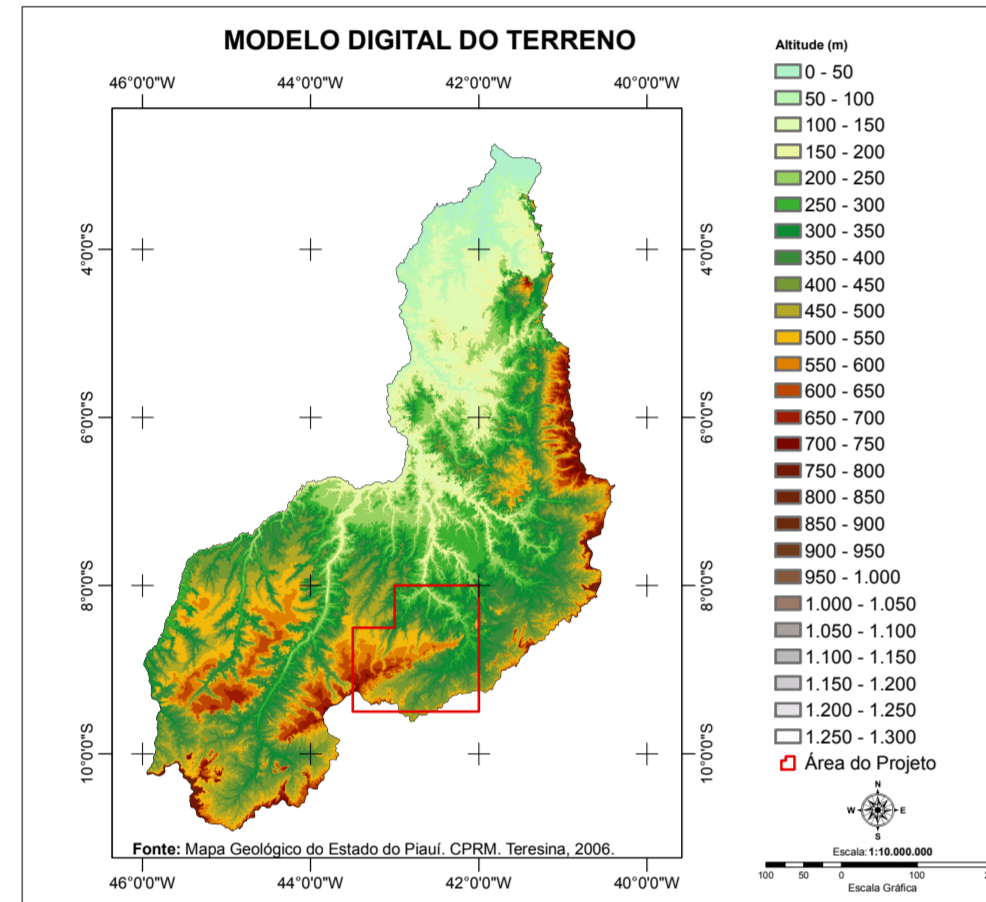 MODELO DIGITAL DO TERRENO
46°0'0"W 44°0'0"W 42°0'0"W 40°0'0"W
4°0'0"S 4°0'0"S
6°0'0"S 6°0'0"S
8°0'0"S 8°0'0"S
10°0'0"S 10°0'0"S
Fonte: Mapa Geológico do Estado do Piauí. CPRM. Teresina, 2006.
46°0'0"W 44°0'0"W 42°0'0"W 40°0'0"W
Altitude (m)
0 - 50
50 - 100
100 - 150
150 - 200
200 - 250
250 - 300
300 - 350
350 - 400
400 - 450
450 - 500
500 - 550
550 - 600
600 - 650
650 - 700
700 - 750
750 - 800
800 - 850
850 - 900
900 - 950
950 - 1.000
1.000 - 1.050
1.050 - 1.100
1.100 - 1.150
1.150 - 1.200
1.200 - 1.250
1.250 - 1.300
Área do Projeto
N
W E
S
Escala: 1:10.000.000
100 50 0 100
Escala Gráfica